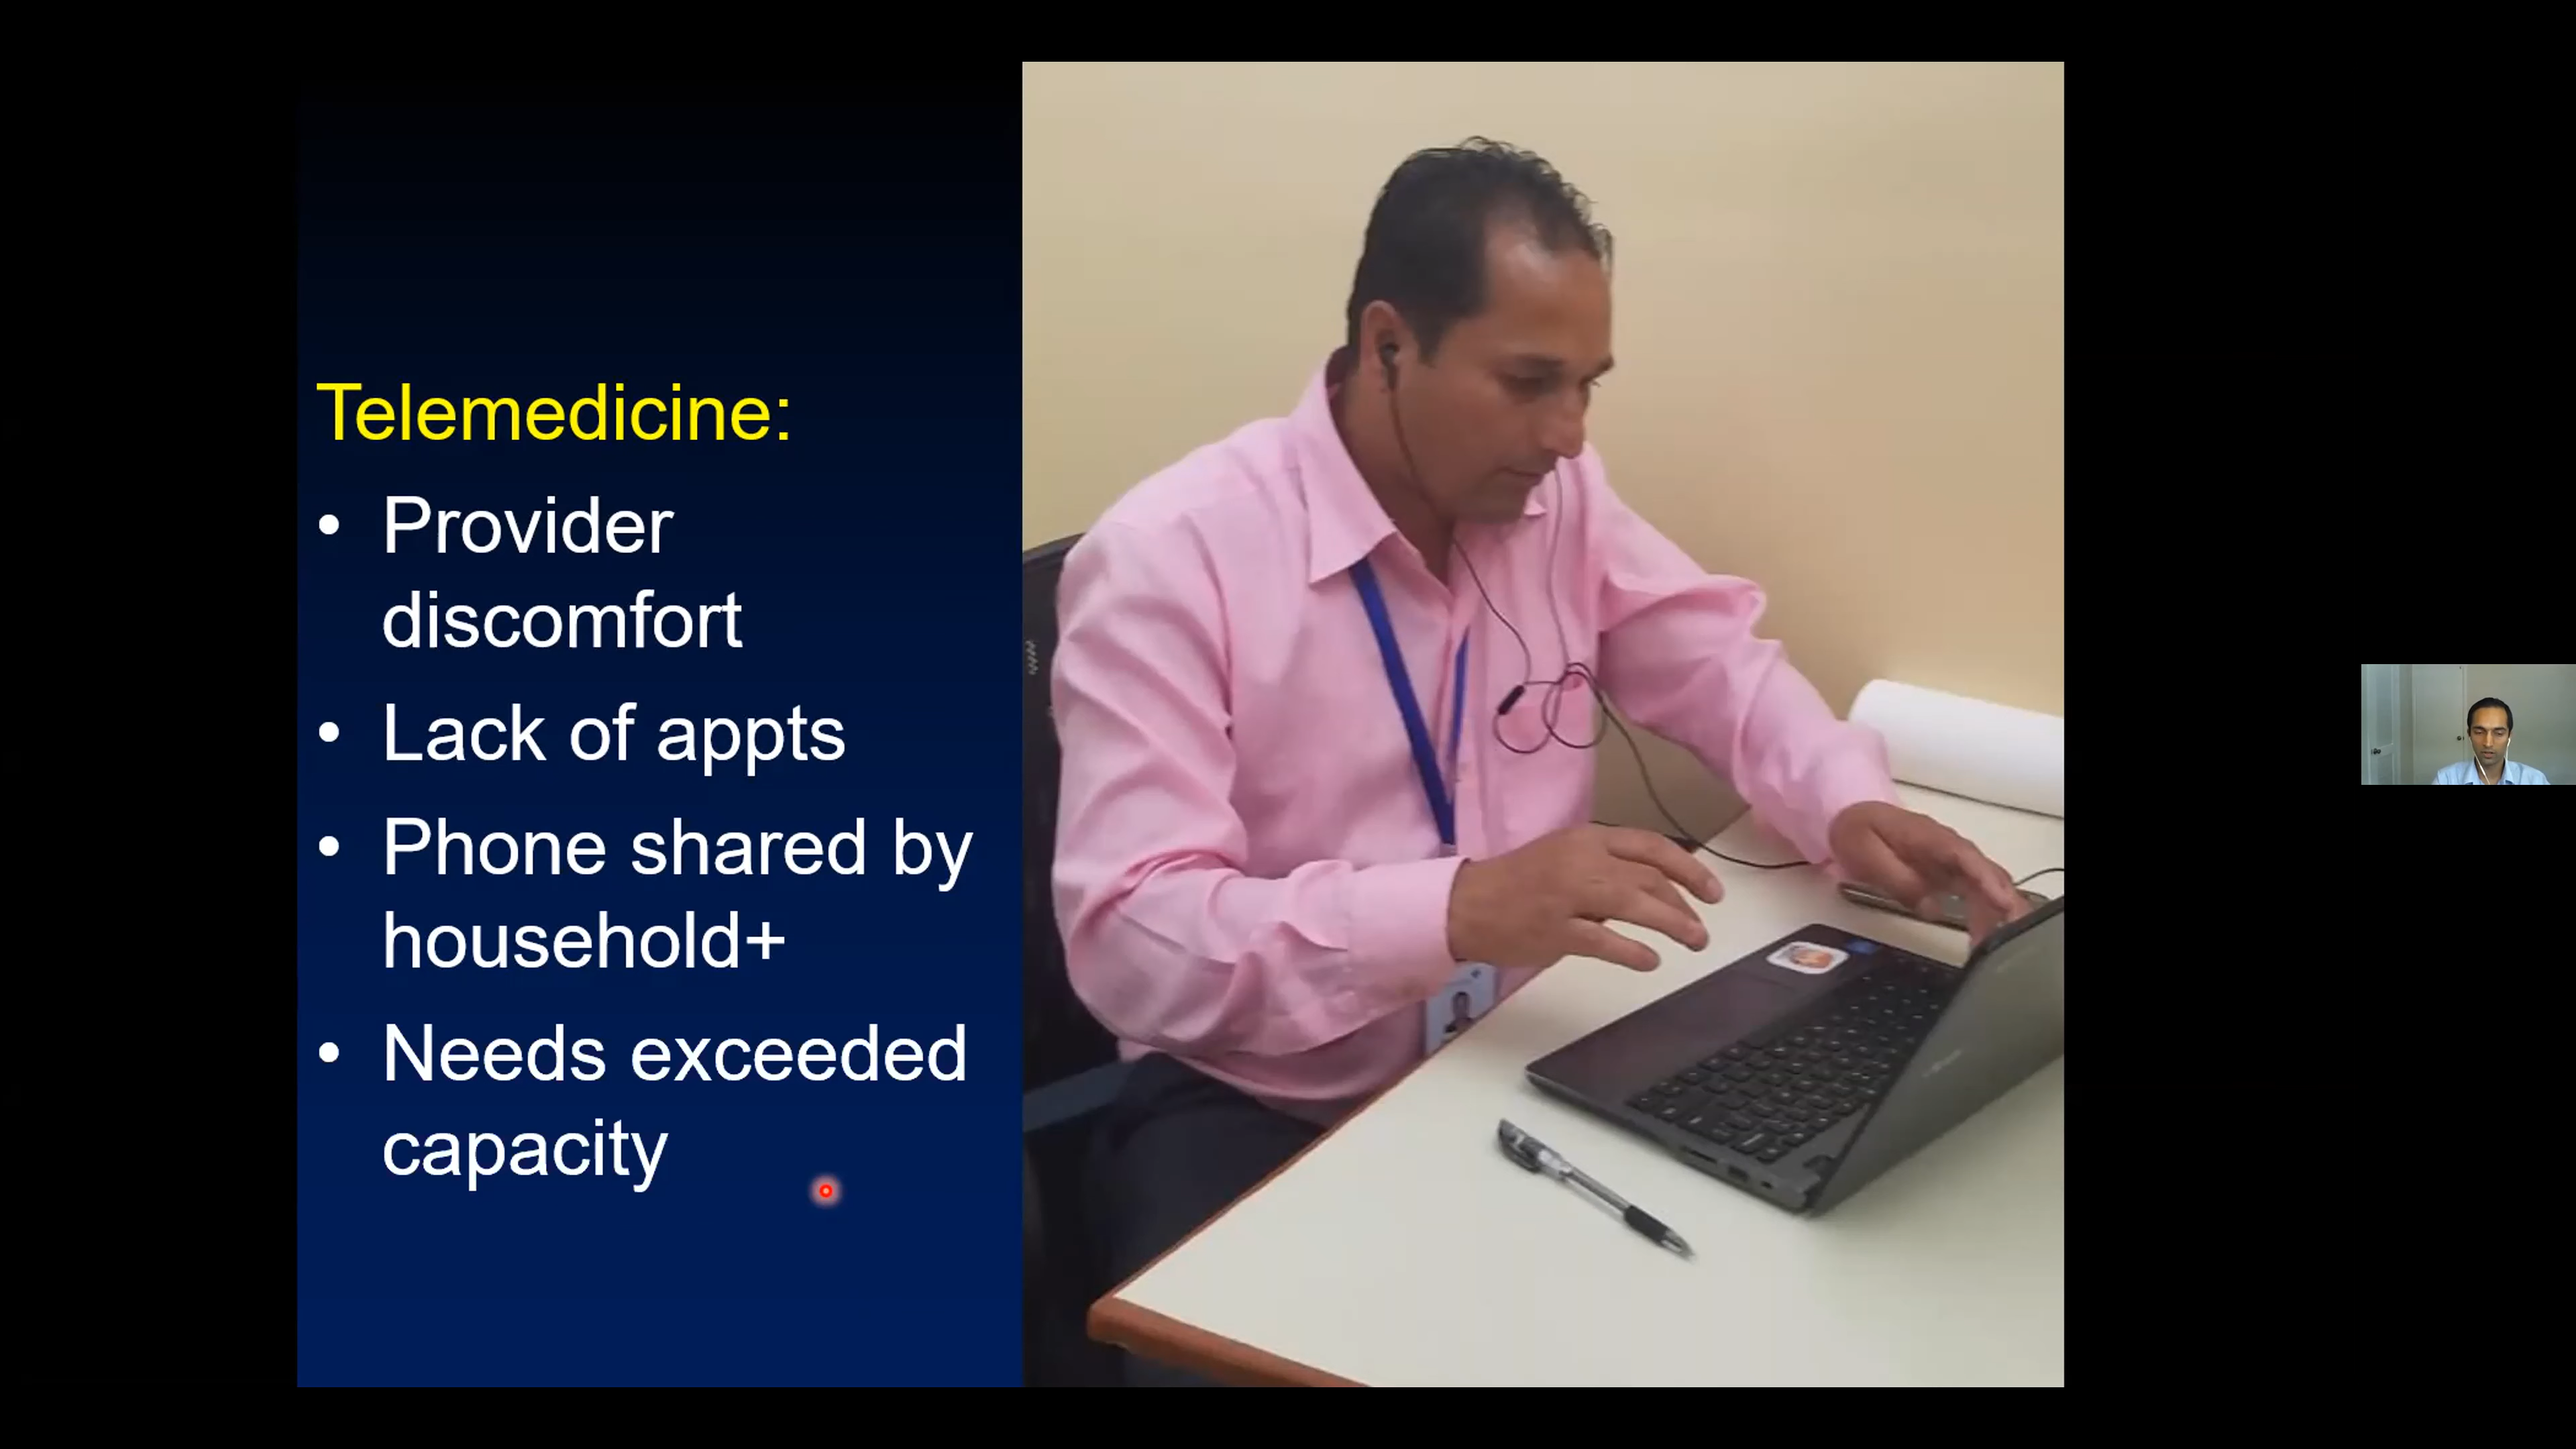 Telemedicine:
• Provider
discomfort
• Lack of appts
• Phone shared by
household+
• Needs exceeded
capacity